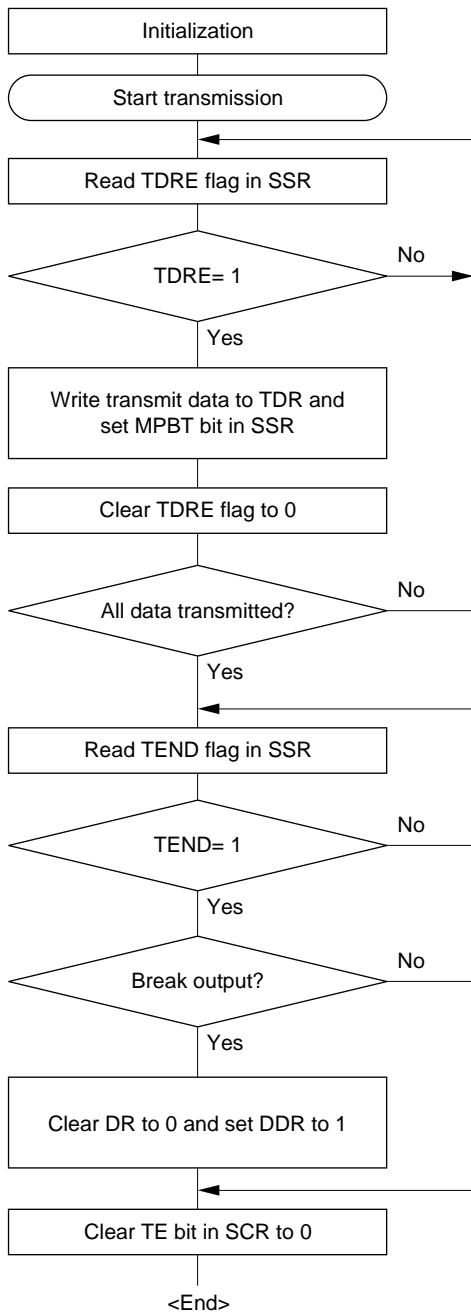 Initialization
Start transmission
Read TDRE flag in SSR
No
TDRE= 1
Yes
Write transmit data to TDR and
set MPBT bit in SSR
Clear TDRE flag to 0
No
All data transmitted?
Yes
Read TEND flag in SSR
No
TEND= 1
Yes
No
Break output?
Yes
Clear DR to 0 and set DDR to 1
Clear TE bit in SCR to 0
<End>